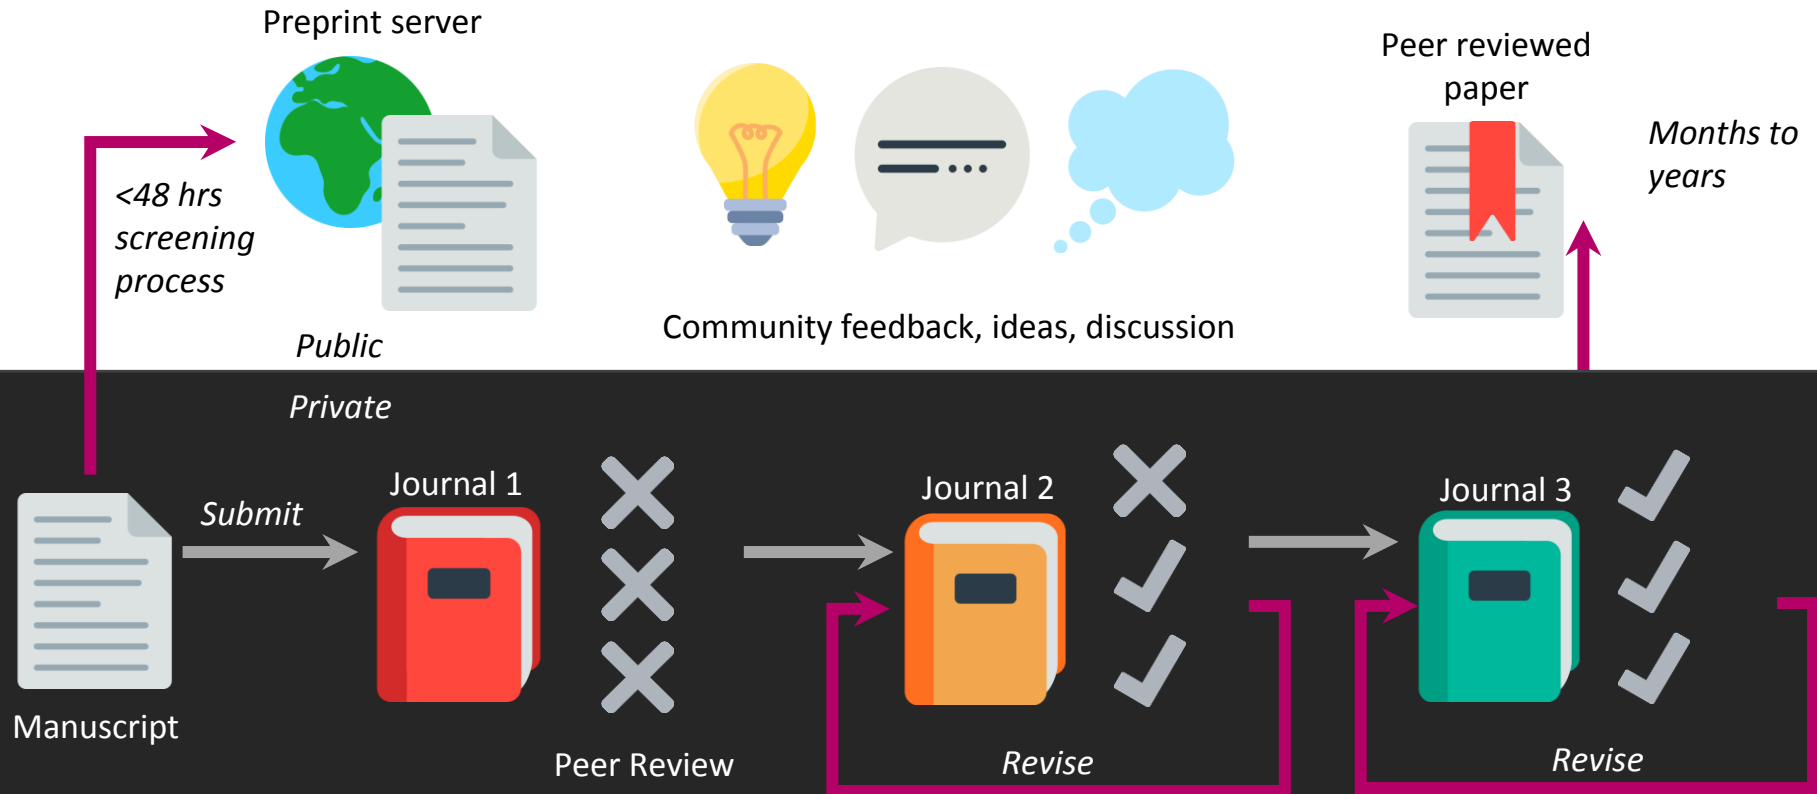 Preprint server
<48 hrs
screening
process
Public
Community feedback, ideas, discussion
Peer reviewed
paper
Months to
years
Private
Manuscript
Submit
Journal 1
Peer Review
Journal 2
Revise
Journal 3
Revise